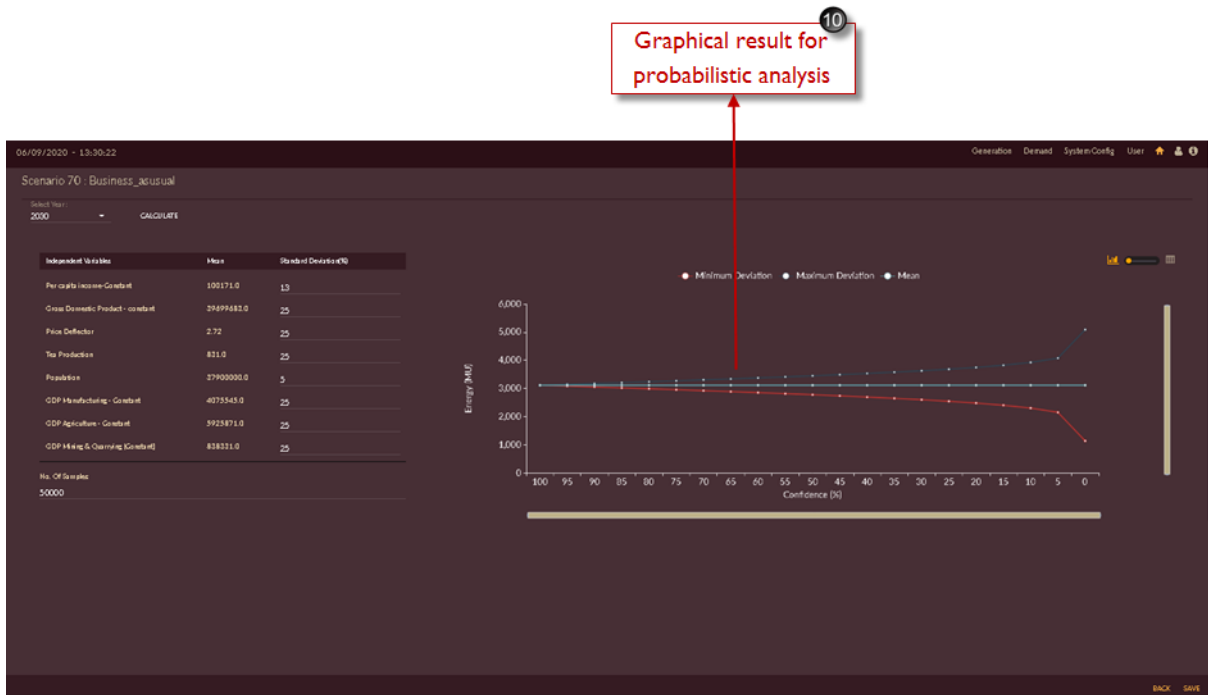 10
Graphical result for
probabilistic analysis
06/09/2020 - 13:30:22 Generation Demand System Config User
Scenario 70 : Business_asusual
Select Year :
2030 CALCULATE
Independent Variables Mean Standard Deviation(%)
Per capita income-Constant 100171.0 13
Gross Domestic Product - constant 29699682.0 25
Price Deflector 2.72 25
Tea Production 821.0 25
Population 27900000.0 5
GDP Manufacturing - Constant 4075545.0 25
GDP Agriculture - Constant 5925871.0 25
GDP Mining & Quarrying (Constant) 838331.0 25
No. Of Samples
50000
Minimum Deviation Maximum Deviation Mean
6,000
5,000
4,000
3,000
2,000
1,000
0
Energy (MU)
100 95 90 85 80 75 70 65 60 55 50 45 40 35 30 25 20 15 10 5 0
Confidence (%)
BACK SAVE